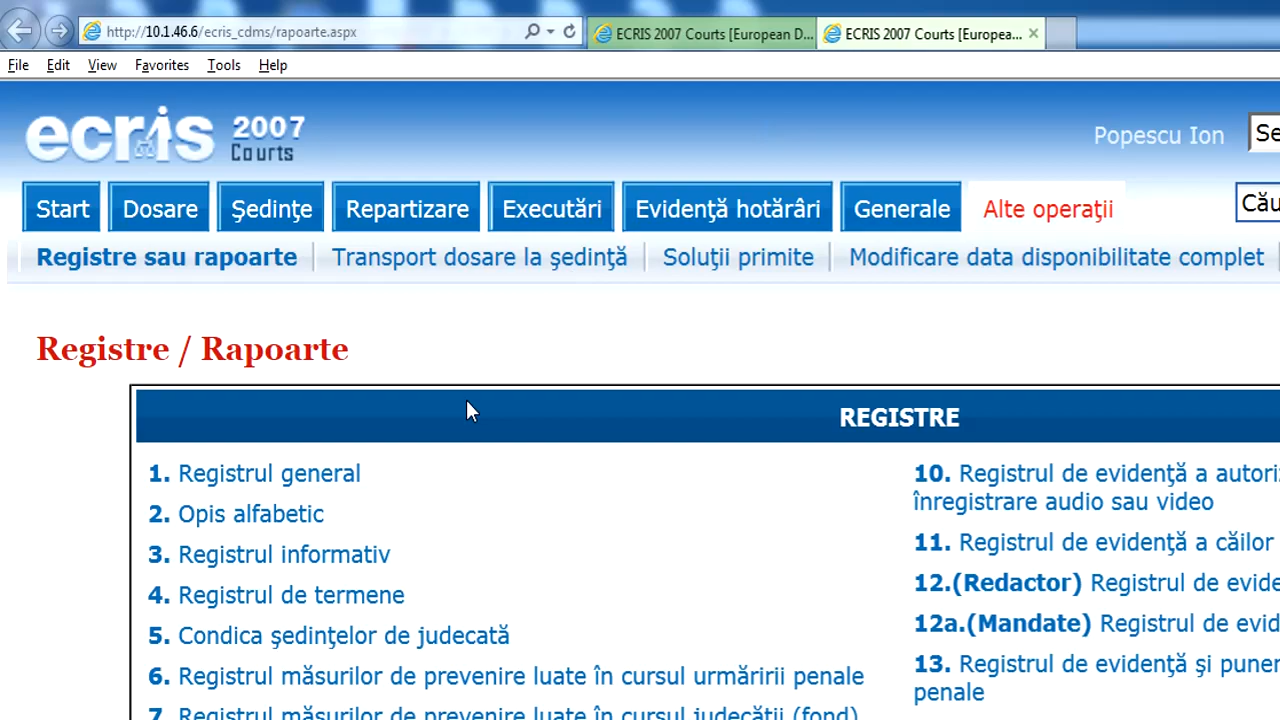 http://10.1.46.6/ecris_cdms/rapoarte.aspx
ECRIS 2007 Courts [European D...
ECRIS 2007 Courts [Europea...
File Edit View Favorites Tools Help
ecris 2007 Courts
Popescu Ion
Se
Start Dosare Şedinţe Repartizare Executări Evidenţă hotărâri Generale Alte operaţii
Cău
Registre sau rapoarte Transport dosare la şedinţă Soluţii primite Modificare data disponibilitate complet
Registre / Rapoarte
REGISTRE
1. Registrul general
2. Opis alfabetic
3. Registrul informativ
4. Registrul de termene
5. Condica şedinţelor de judecată
6. Registrul măsurilor de prevenire luate în cursul urmăririi penale
7. Registrul măsurilor de prevenire luate în cursul judecăţii (fond)
10. Registrul de evidenţă a autori
înregistrare audio sau video
11. Registrul de evidenţă a căilor
12.(Redactor) Registrul de evide
12a.(Mandate) Registrul de evid
13. Registrul de evidenţă şi puner
penale